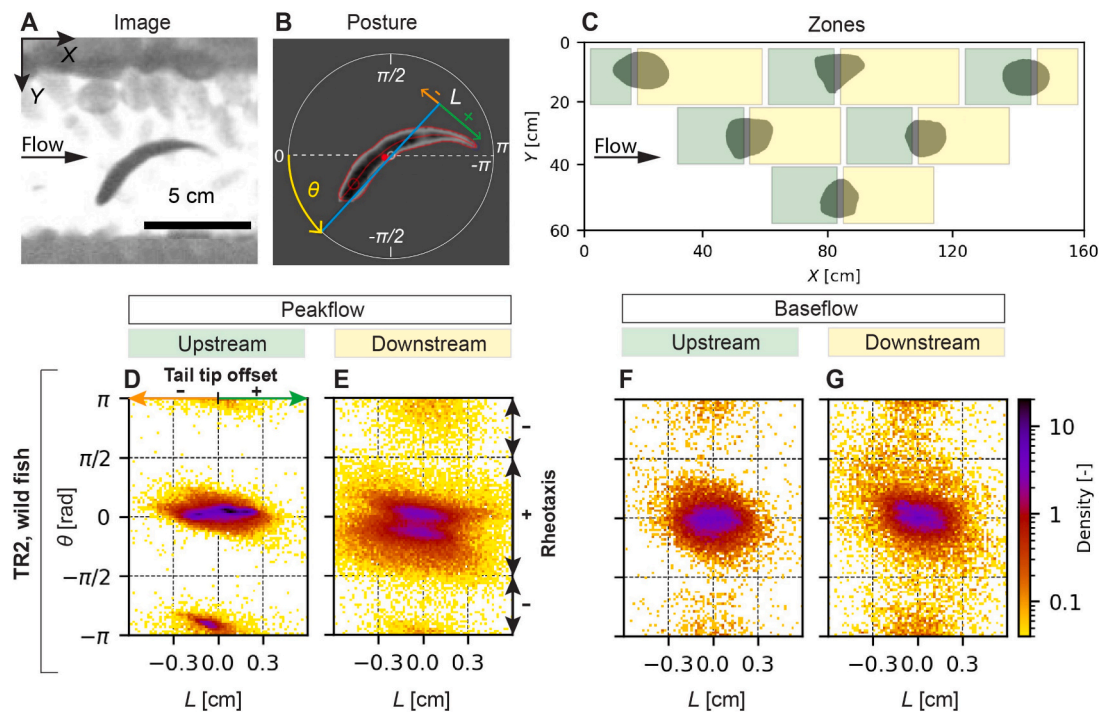 A Image
X
Y
Flow
5 cm
B Posture
π/2
L
-
+
0
π
-π
θ
-π/2
C Zones
0
20
40
60
Y [cm]
Flow
0 40 80 120 160
X [cm]
Peakflow
Upstream Downstream
Baseflow
Upstream Downstream
TR2, wild fish
D Tail tip offset
− +
E
F
G
π
π/2
0
−π/2
−π
θ [rad]
−
+
−
Rheotaxis
−0.3 0.0 0.3
L [cm]
−0.3 0.0 0.3
L [cm]
−0.3 0.0 0.3
L [cm]
−0.3 0.0 0.3
L [cm]
10
1
0.1
Density [-]